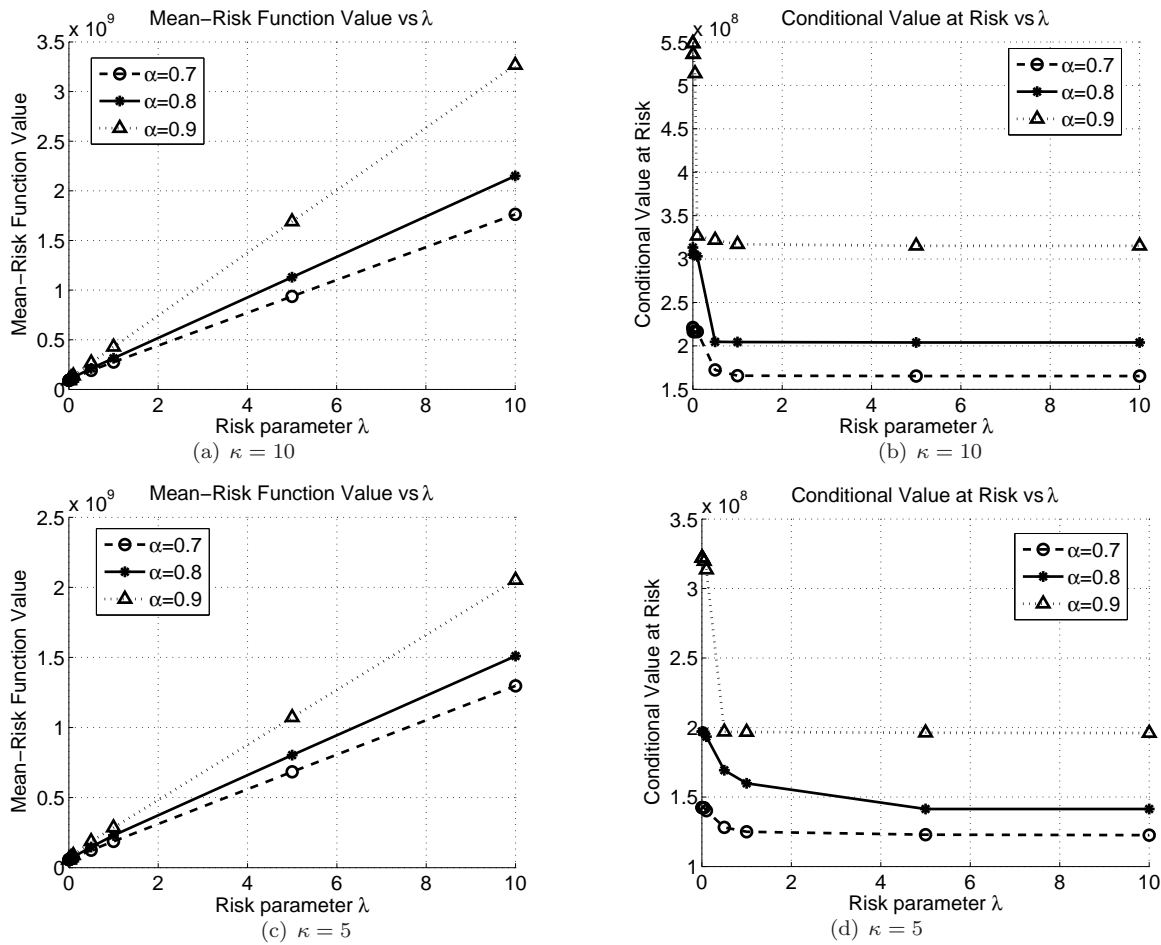 Mean−Risk Function Value vs λ
x 10^9
3.5
3
2.5
2
1.5
1
0.5
0
Mean−Risk Function Value
α=0.7
α=0.8
α=0.9
0 2 4 6 8 10
Risk parameter λ
(a) κ = 10
Conditional Value at Risk vs λ
x 10^8
5.5
5
4.5
4
3.5
3
2.5
2
1.5
Conditional Value at Risk
α=0.7
α=0.8
α=0.9
0 2 4 6 8 10
Risk parameter λ
(b) κ = 10
Mean−Risk Function Value vs λ
x 10^9
2.5
2
1.5
1
0.5
0
Mean−Risk Function Value
α=0.7
α=0.8
α=0.9
0 2 4 6 8 10
Risk parameter λ
(c) κ = 5
Conditional Value at Risk vs λ
x 10^8
3.5
3
2.5
2
1.5
1
Conditional Value at Risk
α=0.7
α=0.8
α=0.9
0 2 4 6 8 10
Risk parameter λ
(d) κ = 5